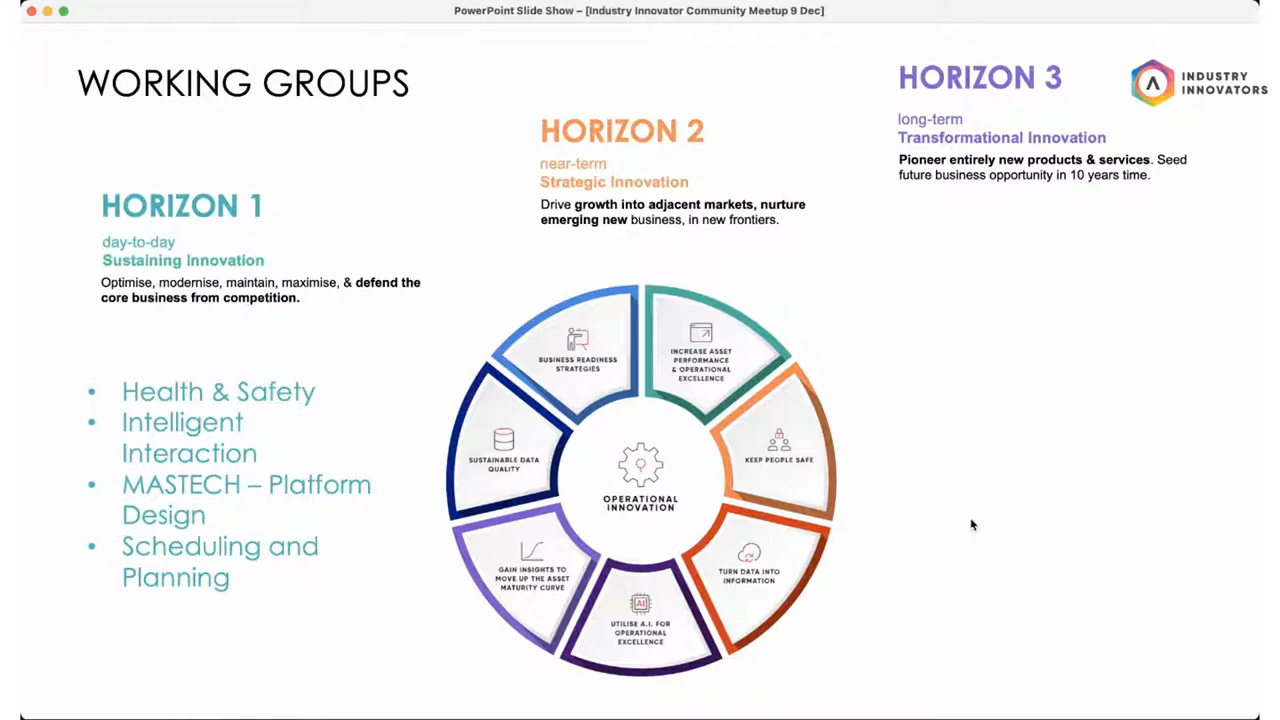 PowerPoint Slide Show – [Industry Innovator Community Meetup 9 Dec]
WORKING GROUPS
HORIZON 3
INDUSTRY
INNOVATORS
long-term
Transformational Innovation
Pioneer entirely new products & services. Seed
future business opportunity in 10 years time.
HORIZON 2
near-term
Strategic Innovation
Drive growth into adjacent markets, nurture
emerging new business, in new frontiers.
HORIZON 1
day-to-day
Sustaining Innovation
Optimise, modernise, maintain, maximise, & defend the
core business from competition.
• Health & Safety
• Intelligent
Interaction
• MASTECH – Platform
Design
• Scheduling and
Planning
BUSINESS READINESS
STRATEGIES
INCREASE ASSET
PERFORMANCE
& OPERATIONAL
EXCELLENCE
SUSTAINABLE DATA
QUALITY
KEEP PEOPLE SAFE
OPERATIONAL
INNOVATION
GAIN INSIGHTS TO
MOVE UP THE ASSET
MATURITY CURVE
TURN DATA INTO
INFORMATION
AI
UTILISE A.I. FOR
OPERATIONAL
EXCELLENCE